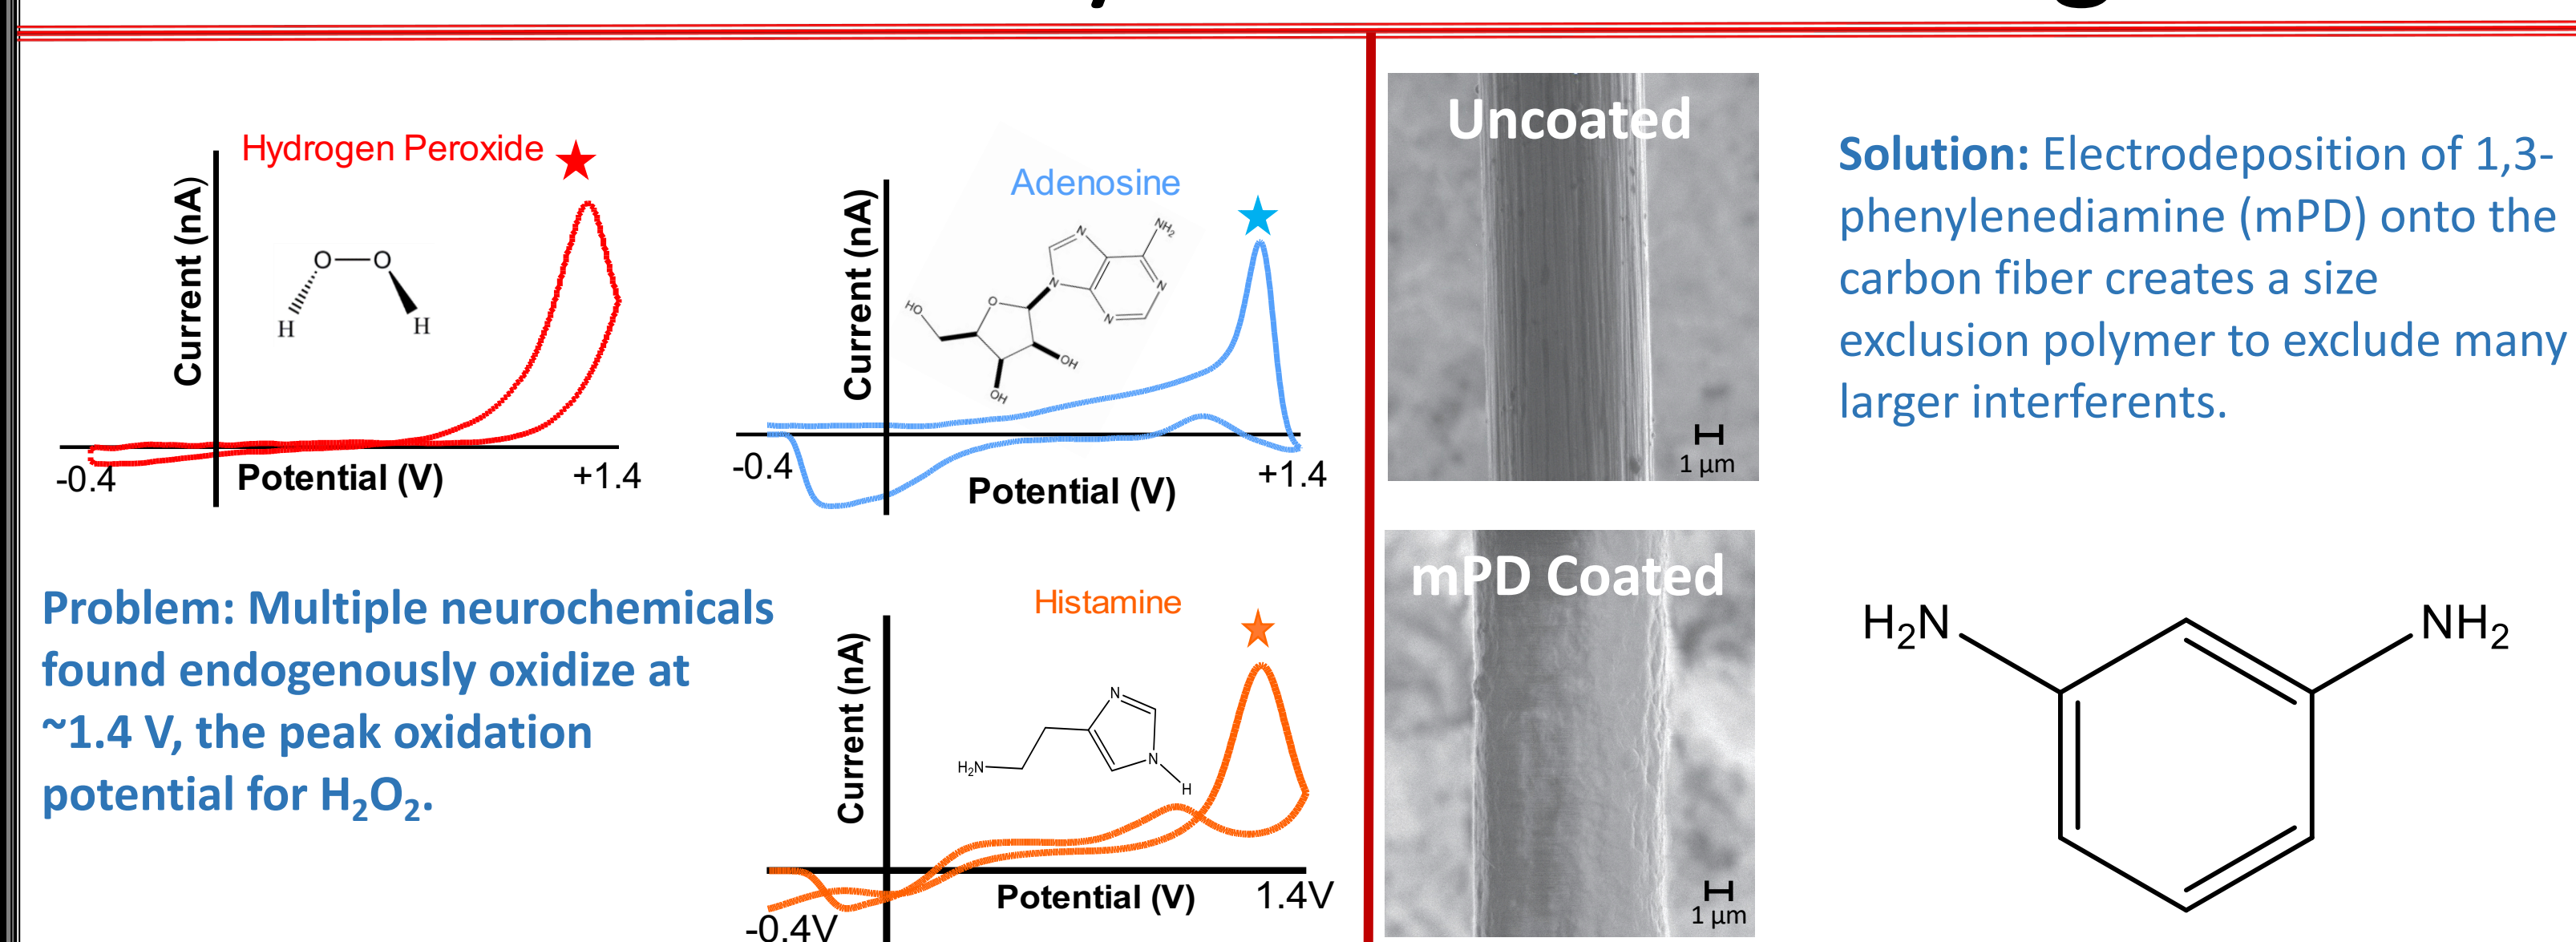 Hydrogen Peroxide
Current (nA)
O
O
H
H
-0.4
Potential (V)
+1.4
Adenosine
Current (nA)
NH2
N
N
N
N
HO
O
OH
OH
-0.4
Potential (V)
+1.4
Problem: Multiple neurochemicals
found endogenously oxidize at
~1.4 V, the peak oxidation
potential for H₂O₂.
Histamine
Current (nA)
N
H₂N
N
H
Potential (V)
1.4V
-0.4V
Uncoated
1 µm
mPD Coated
1 µm
Solution: Electrodeposition of 1,3-
phenylenediamine (mPD) onto the
carbon fiber creates a size
exclusion polymer to exclude many
larger interferents.
H₂N
NH₂